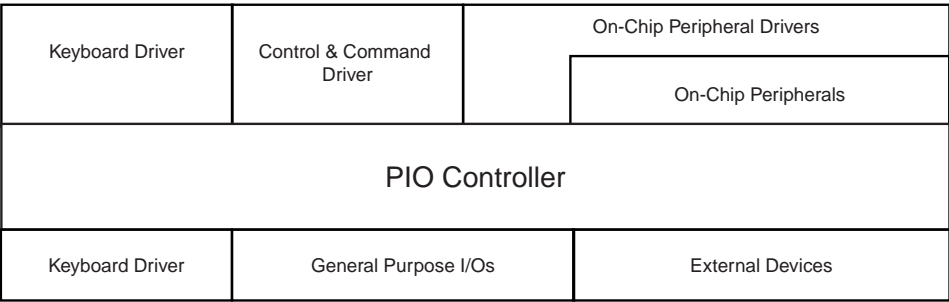 Keyboard Driver
Control & Command
Driver
On-Chip Peripheral Drivers
On-Chip Peripherals
PIO Controller
Keyboard Driver
General Purpose I/Os
External Devices